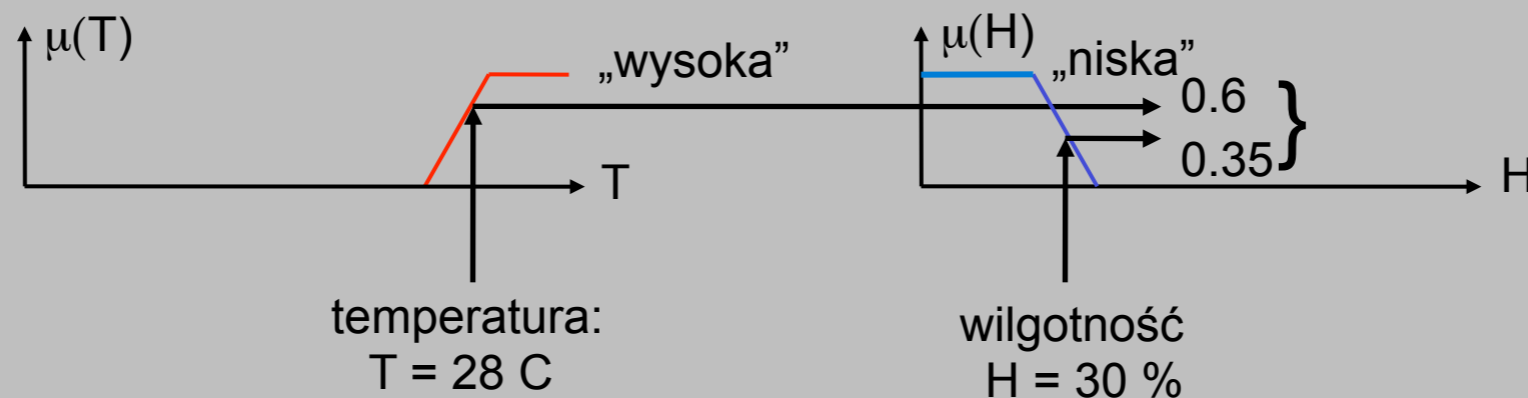 μ(T)
„wysoka”
T
temperatura:
T = 28 C
μ(H)
„niska”
0.6
0.35
}
H
wilgotność
H = 30 %